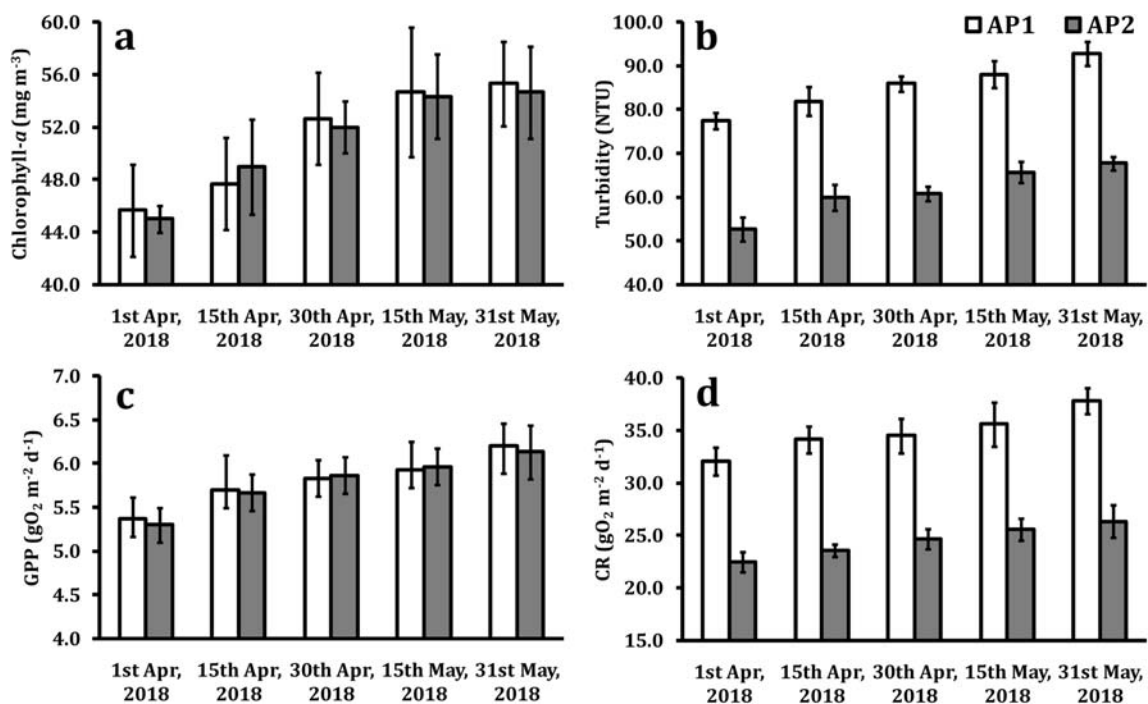 a
Chlorophyll-a (mg m-3)
60.0
56.0
52.0
48.0
44.0
40.0
1st Apr, 15th Apr, 30th Apr, 15th May, 31st May,
2018 2018 2018 2018 2018
b
AP1 AP2
Turbidity (NTU)
100.0
90.0
80.0
70.0
60.0
50.0
40.0
1st Apr, 15th Apr, 30th Apr, 15th May, 31st May,
2018 2018 2018 2018 2018
c
GPP (gO₂ m-2 d-1)
7.0
6.5
6.0
5.5
5.0
4.5
4.0
1st Apr, 15th Apr, 30th Apr, 15th May, 31st May,
2018 2018 2018 2018 2018
d
CR (gO₂ m-2 d-1)
40.0
35.0
30.0
25.0
20.0
15.0
1st Apr, 15th Apr, 30th Apr, 15th May, 31st May,
2018 2018 2018 2018 2018